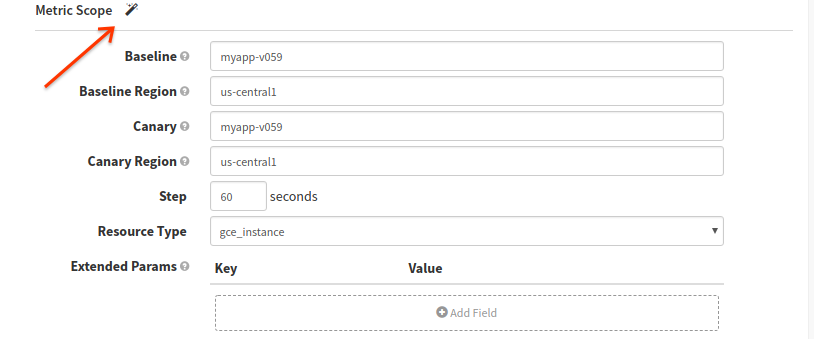 Metric Scope
Baseline myapp-v059
Baseline Region us-central1
Canary myapp-v059
Canary Region us-central1
Step 60 seconds
Resource Type gce_instance
Extended Params Key Value
Add Field